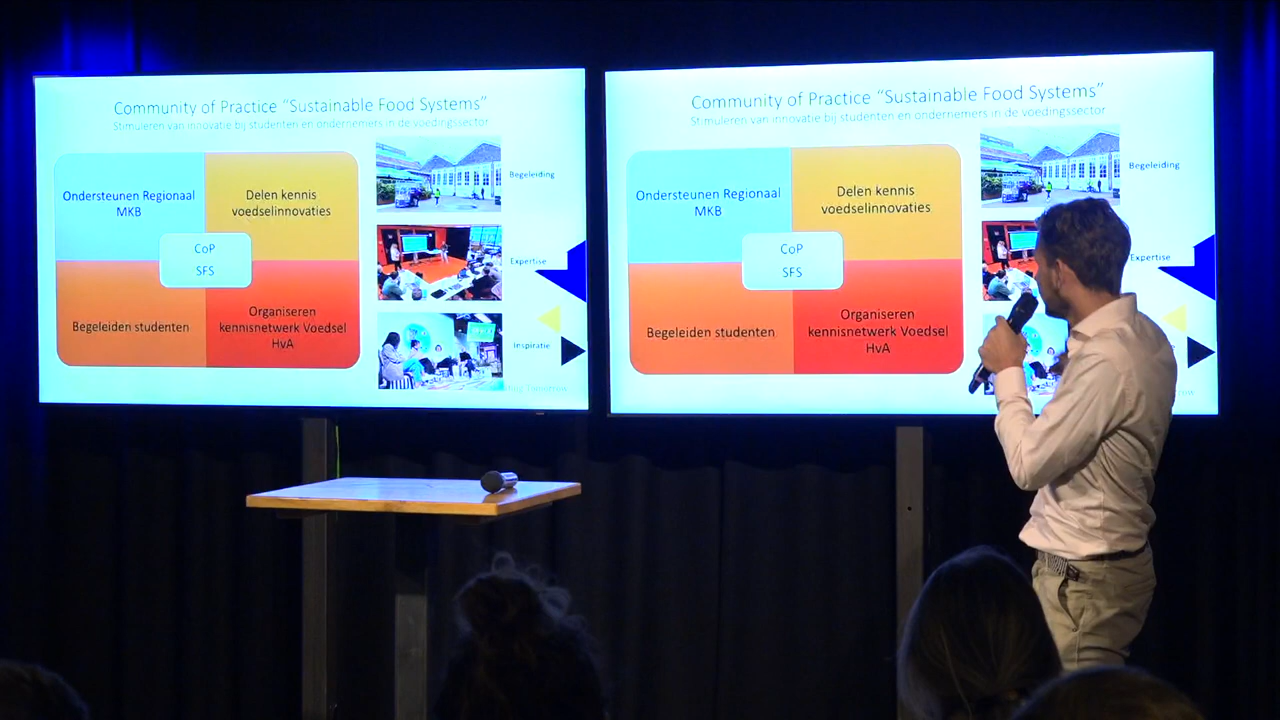 Community of Practice “Sustainable Food Systems”
Stimuleren van innovatie bij studenten en ondernemers in de voedingssector
Ondersteunen Regionaal
MKB
Delen kennis
voedselinnovaties
CoP
SFS
Begeleiden studenten
Organiseren
kennisnetwerk Voedsel
HvA
Begeleiding
Expertise
Inspiratie
Tomorrow
Community of Practice “Sustainable Food Systems”
Stimuleren van innovatie bij studenten en ondernemers in de voedingssector
Ondersteunen Regionaal
MKB
Delen kennis
voedselinnovaties
CoP
SFS
Begeleiden studenten
Organiseren
kennisnetwerk Voedsel
HvA
Begeleiding
Expertise